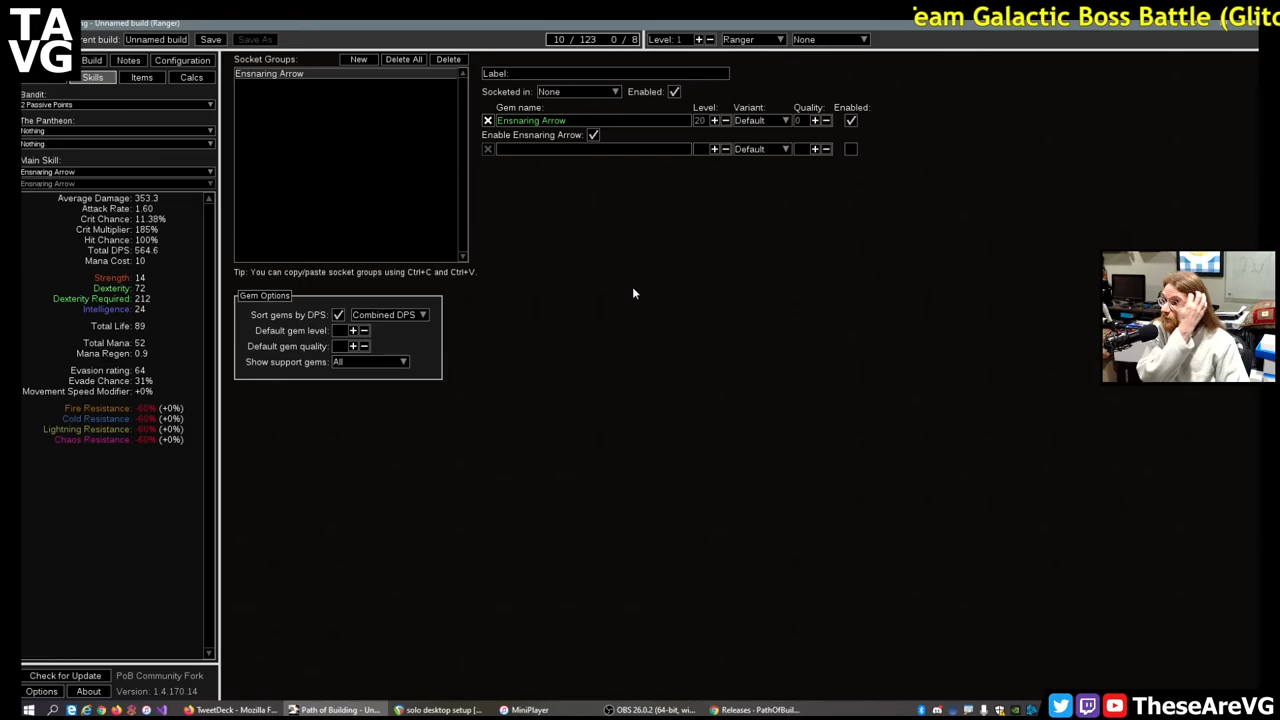 TA
VG
- Unnamed build (Ranger)
eam Galactic Boss Battle (Glitc
ent build: Unnamed build Save Save As 10 / 123 0 / 8 Level: 1 + - Ranger None
Build Notes Configuration
Skills Items Calcs
Bandit:
2 Passive Points
The Pantheon:
Nothing
Nothing
Main Skill:
Ensnaring Arrow
Ensnaring Arrow
Average Damage: 353.3
Attack Rate: 1.60
Crit Chance: 11.38%
Crit Multiplier: 185%
Hit Chance: 100%
Total DPS: 564.6
Mana Cost: 10
Strength: 14
Dexterity: 72
Dexterity Required: 212
Intelligence: 24
Total Life: 89
Total Mana: 52
Mana Regen: 0.9
Evasion rating: 64
Evade Chance: 31%
Movement Speed Modifier: +0%
Fire Resistance: -60% (+0%)
Cold Resistance: -60% (+0%)
Lightning Resistance: -60% (+0%)
Chaos Resistance: -60% (+0%)
Check for Update PoB Community Fork
Options About Version: 1.4.170.14
Socket Groups: New Delete All Delete
Ensnaring Arrow
Tip: You can copy/paste socket groups using Ctrl+C and Ctrl+V.
Gem Options
Sort gems by DPS: Combined DPS
Default gem level: + -
Default gem quality: + -
Show support gems: All
Label:
Socketed in: None Enabled:
Gem name: Level: Variant: Quality: Enabled:
Ensnaring Arrow 20 + - Default 0 + -
Enable Ensnaring Arrow:
+ - Default + -
TweetDeck - Mozilla F... Path of Building - Un... solo desktop setup [... MiniPlayer OBS 26.0.2 (64-bit, wi... Releases - PathOfBuil...
TheseAreVG